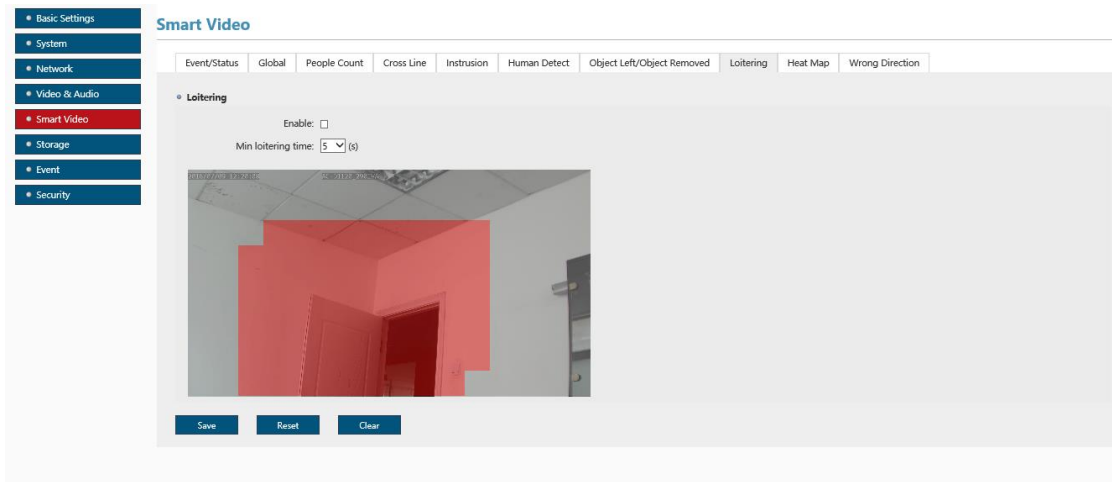 Basic Settings
Smart Video
System
Event/Status Global People Count Cross Line Instrusion Human Detect Object Left/Object Removed Loitering Heat Map Wrong Direction
Network
Video & Audio
Loitering
Smart Video
Enable:
Storage
Min loitering time: 5 (s)
Event
Security
Save Reset Clear